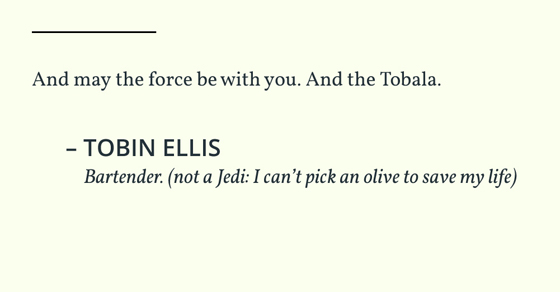 And may the force be with you. And the Tobala.
– TOBIN ELLIS
Bartender. (not a Jedi: I can’t pick an olive to save my life)